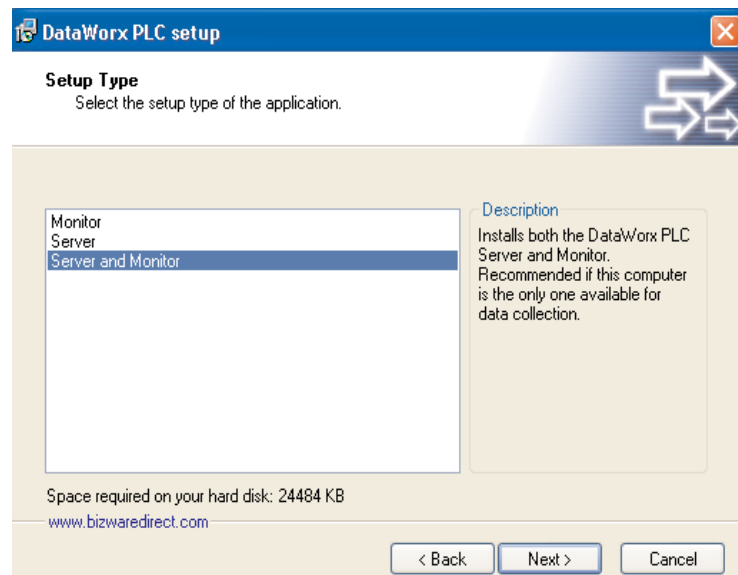 DataWorx PLC setup
Setup Type
Select the setup type of the application.
Monitor
Server
Server and Monitor
Description
Installs both the DataWorx PLC
Server and Monitor.
Recommended if this computer
is the only one available for
data collection.
Space required on your hard disk: 24484 KB
www.bizwaredirect.com
< Back
Next >
Cancel